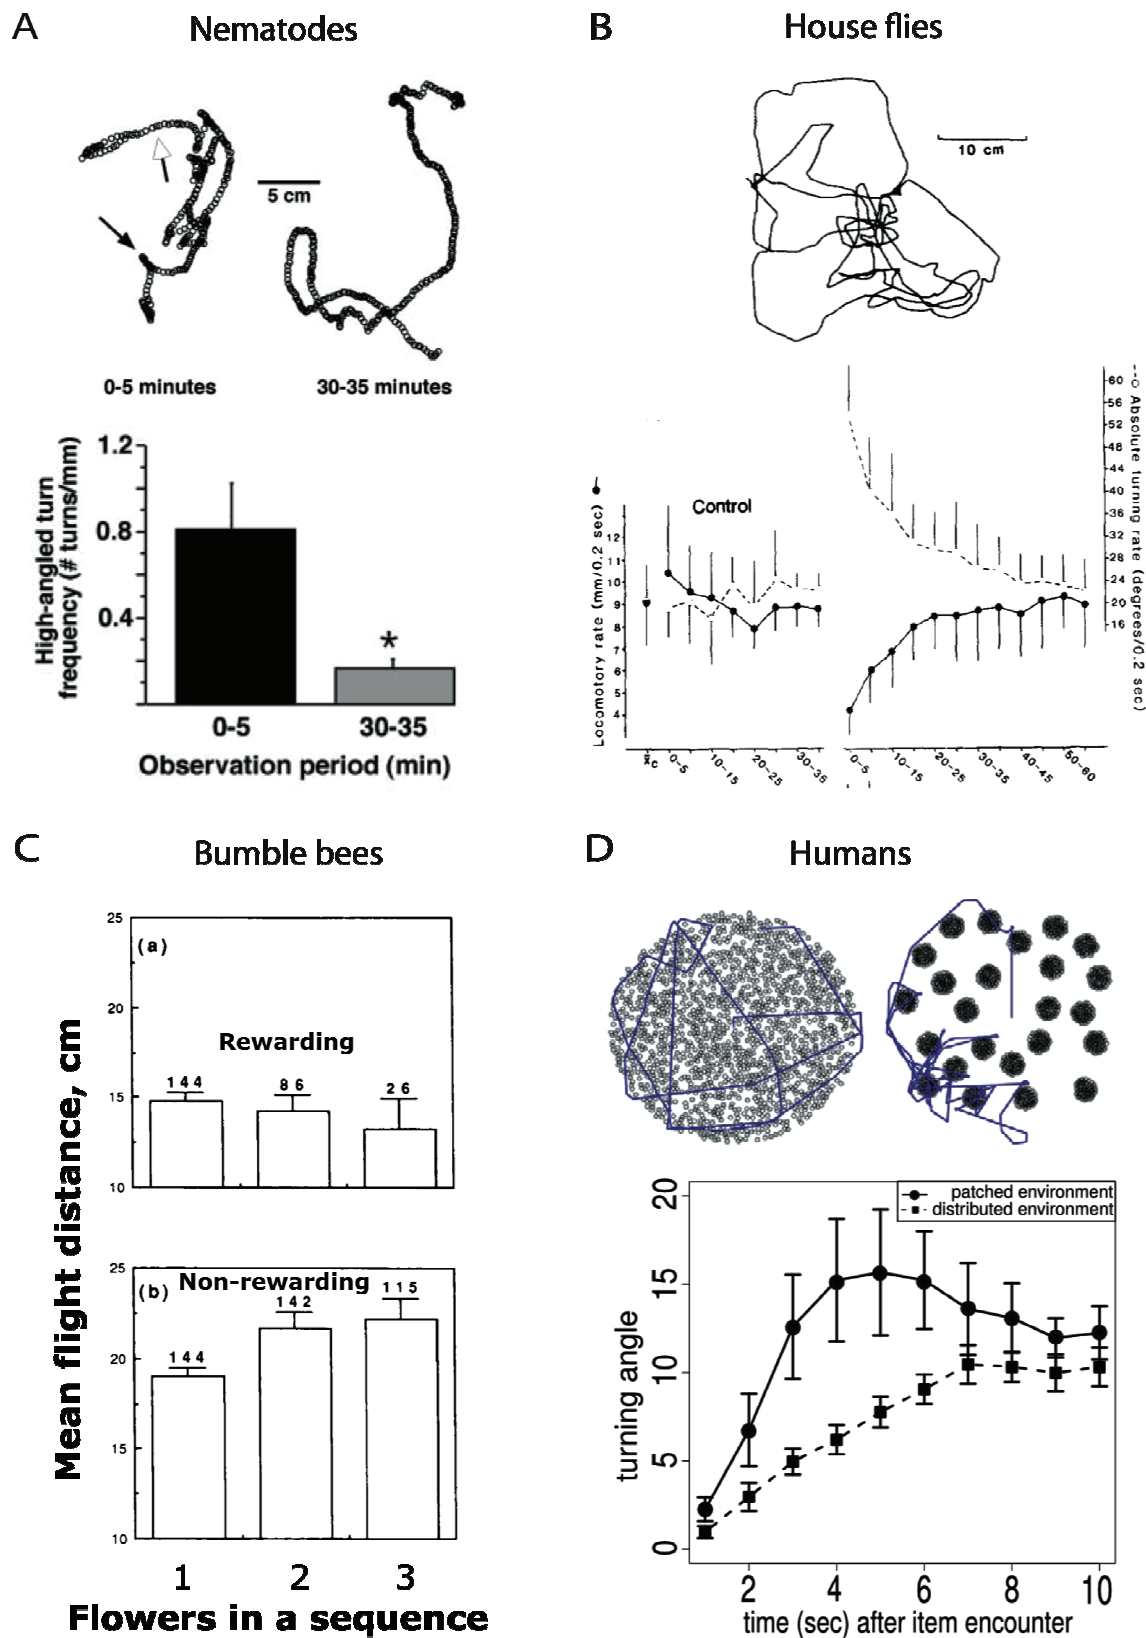 A
Nematodes
5 cm
0-5 minutes
30-35 minutes
1.2
0.8
0.4
High-angled turn
frequency (# turns/mm)
*
0-5
30-35
Observation period (min)
B
House flies
10 cm
Control
Locomotory rate (mm/0.2 sec)
12
11
10
9
8
7
6
5
4
60
56
52
48
44
40
36
32
28
24
20
16
--o Absolute turning rate (degrees/0.2 sec)
x̄c
0-5
10-15
20-25
30-35
0-5
10-15
20-25
30-35
40-45
50-60
C
Bumble bees
Mean flight distance, cm
25
20
15
10
(a)
Rewarding
144
86
26
25
20
15
10
(b)
Non-rewarding
144
142
115
1
2
3
Flowers in a sequence
D
Humans
patched environment
distributed environment
20
15
10
5
0
turning angle
2
4
6
8
10
time (sec) after item encounter